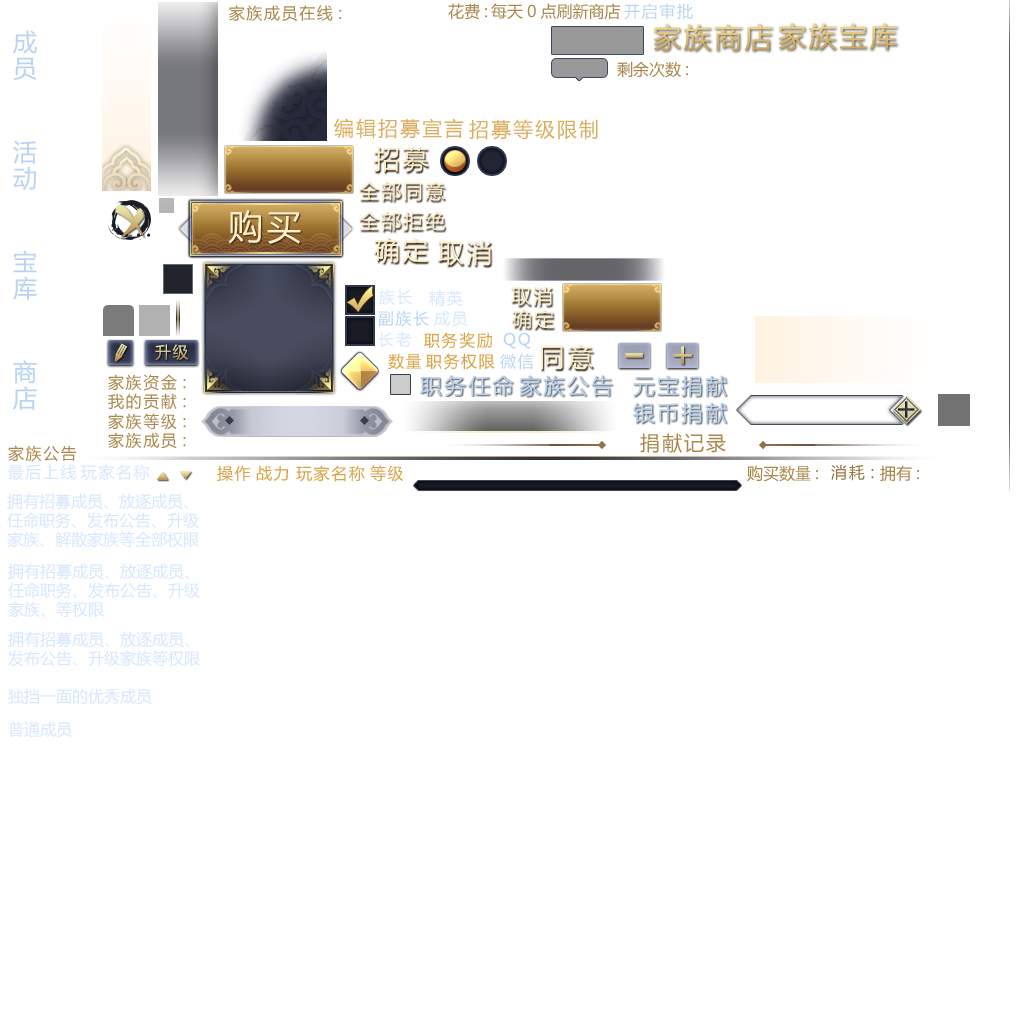 家族成员在线：
花费：每天 0 点刷新商店 开启审批
家族商店 家族宝库
剩余次数：
成员
活动
宝库
商店
编辑招募宣言 招募等级限制
招募
全部同意
购买
全部拒绝
确定 取消
族长 精英
副族长 成员
长老 职务奖励 QQ
数量 职务权限 微信
取消
确定
同意
升级
职务任命 家族公告
元宝捐献
银币捐献
捐献记录
家族资金：
我的贡献：
家族等级：
家族成员：
家族公告
最后上线 玩家名称
操作 战力 玩家名称 等级
购买数量： 消耗：拥有：
拥有招募成员、放逐成员、
任命职务、发布公告、升级
家族、解散家族等全部权限
拥有招募成员、放逐成员、
任命职务、发布公告、升级
家族、等权限
拥有招募成员、放逐成员、
发布公告、升级家族等权限
独挡一面的优秀成员
普通成员